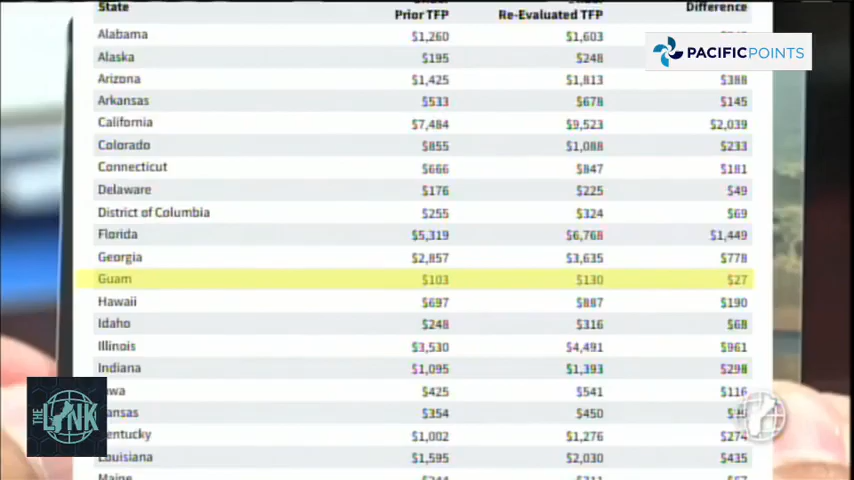 State Prior TFP Re-Evaluated TFP Difference
PACIFICPOINTS
Alabama $1,260 $1,603
Alaska $195 $248
Arizona $1,425 $1,813 $388
Arkansas $533 $678 $145
California $7,484 $9,523 $2,039
Colorado $855 $1,088 $233
Connecticut $666 $847 $181
Delaware $176 $225 $49
District of Columbia $255 $324 $69
Florida $5,319 $6,768 $1,449
Georgia $2,857 $3,635 $778
Guam $103 $130 $27
Hawaii $697 $887 $190
Idaho $248 $316 $68
Illinois $3,530 $4,491 $961
Indiana $1,095 $1,393 $298
$425 $541 $116
$354 $450
$1,002 $1,276 $274
Louisiana $1,595 $2,030 $435
Maine
THE LINK